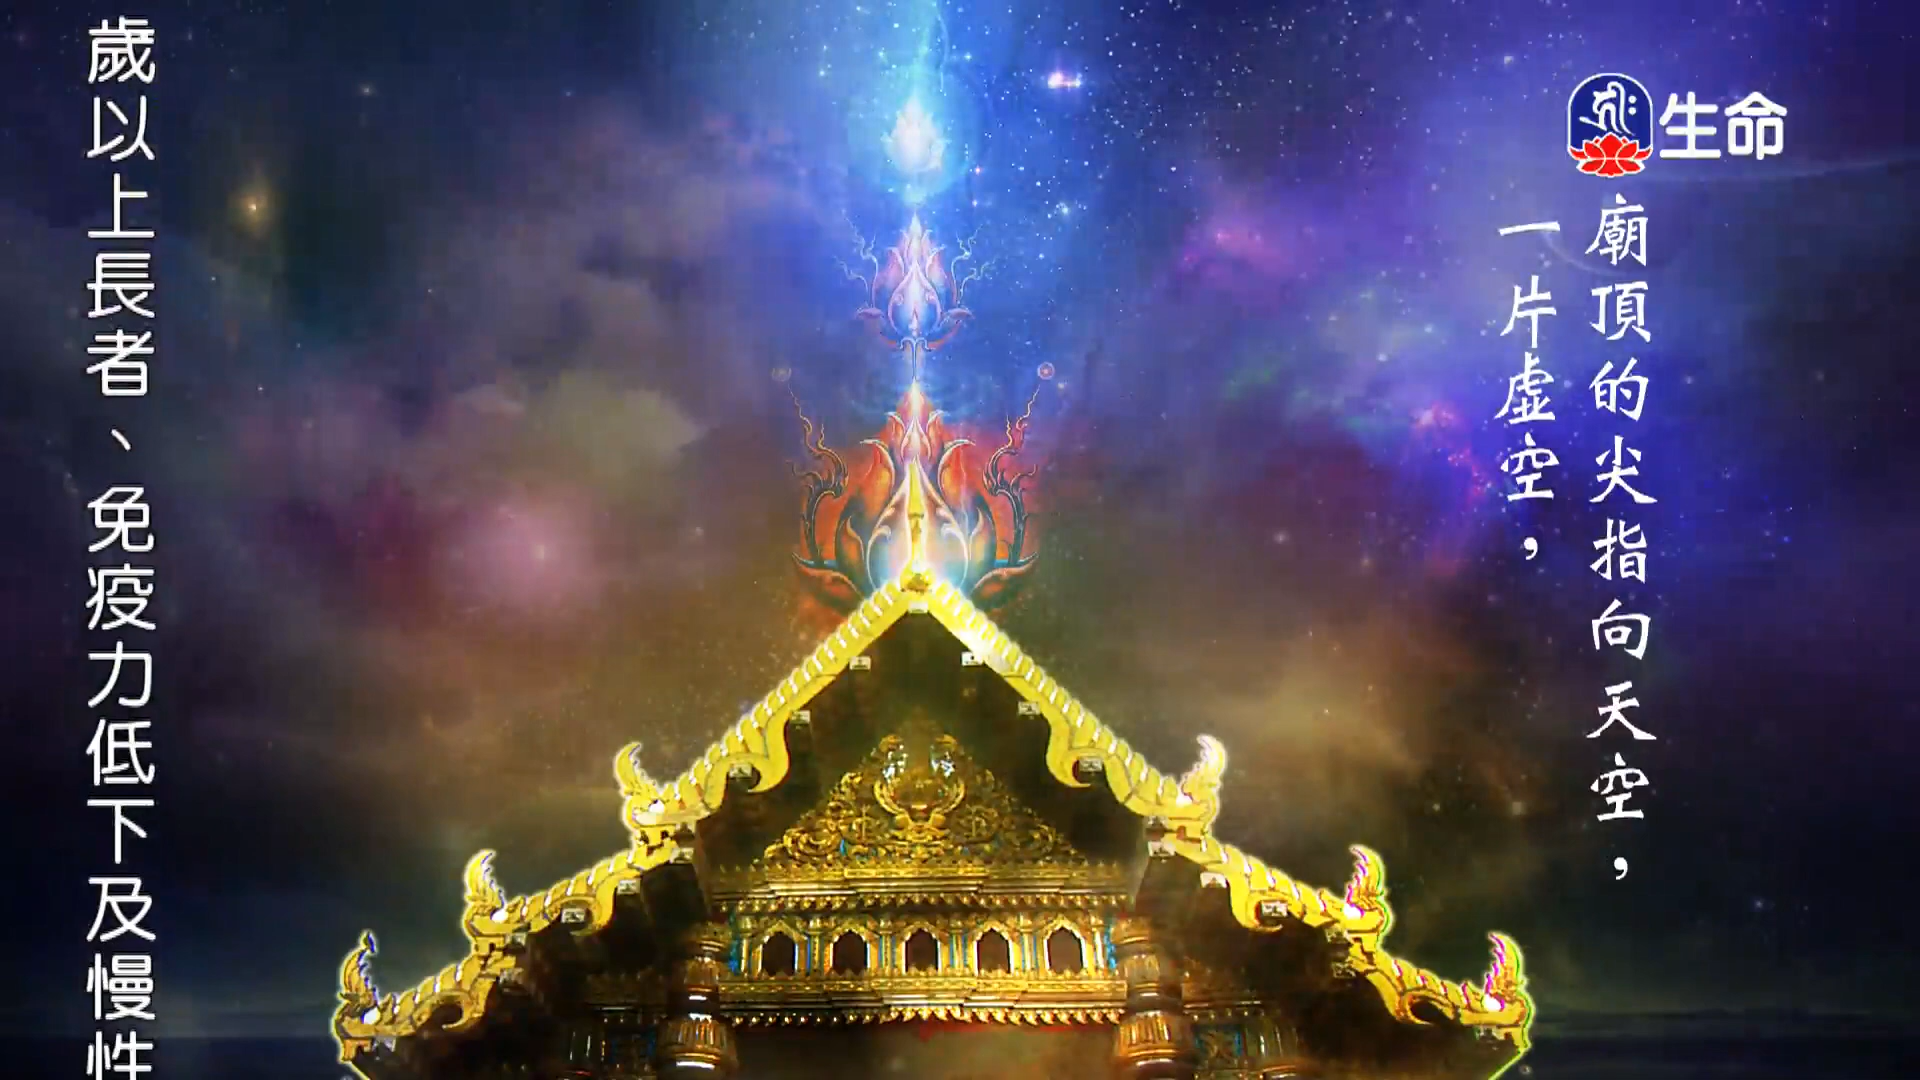 生命
廟頂的尖指向天空，
一片虛空，
歲以上長者、免疫力低下及慢性